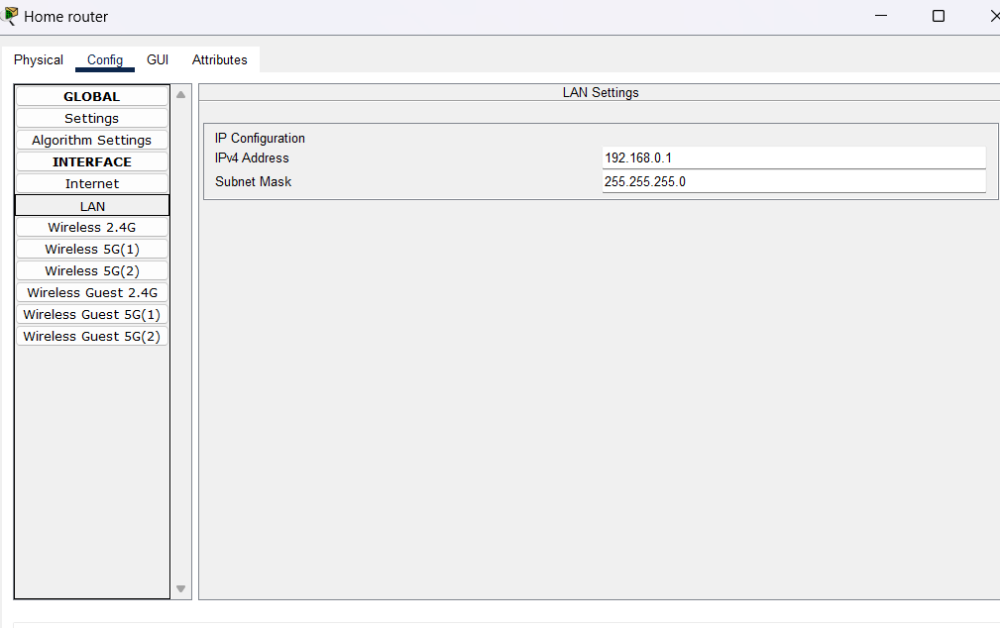 Home router
Physical Config GUI Attributes
GLOBAL
Settings
Algorithm Settings
INTERFACE
Internet
LAN
Wireless 2.4G
Wireless 5G(1)
Wireless 5G(2)
Wireless Guest 2.4G
Wireless Guest 5G(1)
Wireless Guest 5G(2)
LAN Settings
IP Configuration
IPv4 Address 192.168.0.1
Subnet Mask 255.255.255.0